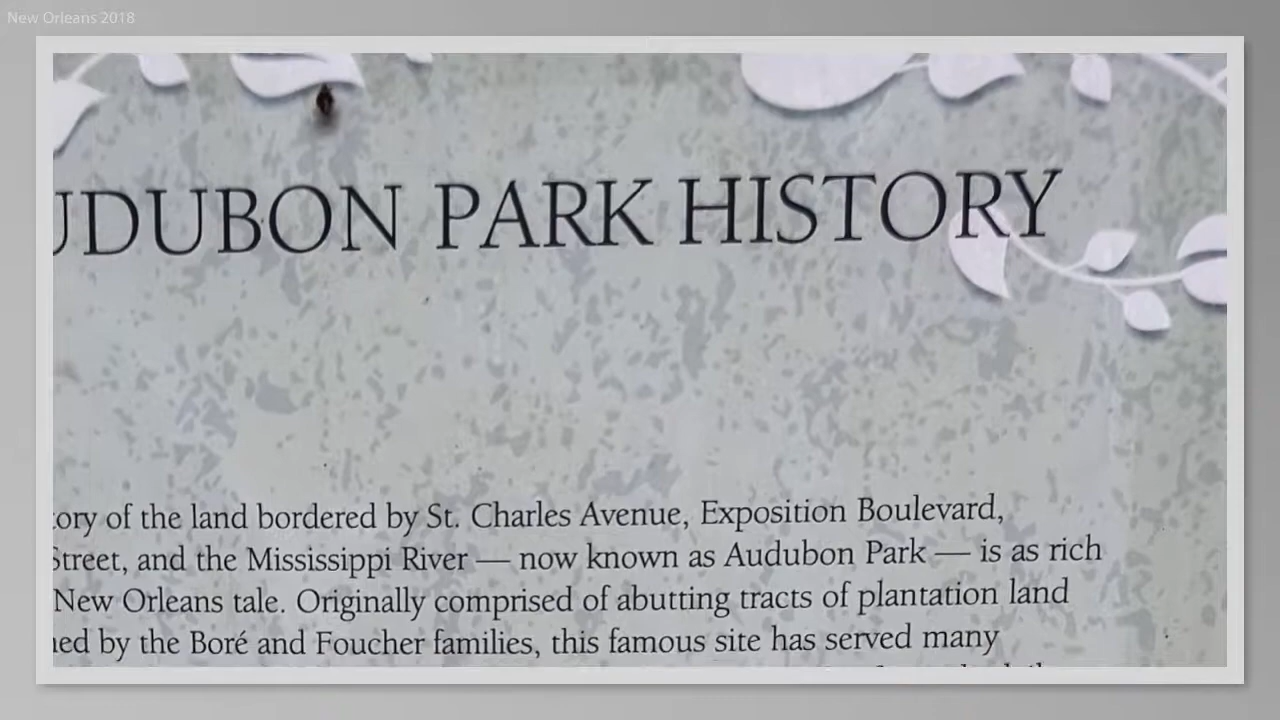 New Orleans 2018
UDUBON PARK HISTORY
ory of the land bordered by St. Charles Avenue, Exposition Boulevard,
Street, and the Mississippi River — now known as Audubon Park — is as rich
New Orleans tale. Originally comprised of abutting tracts of plantation land
ned by the Boré and Foucher families, this famous site has served many